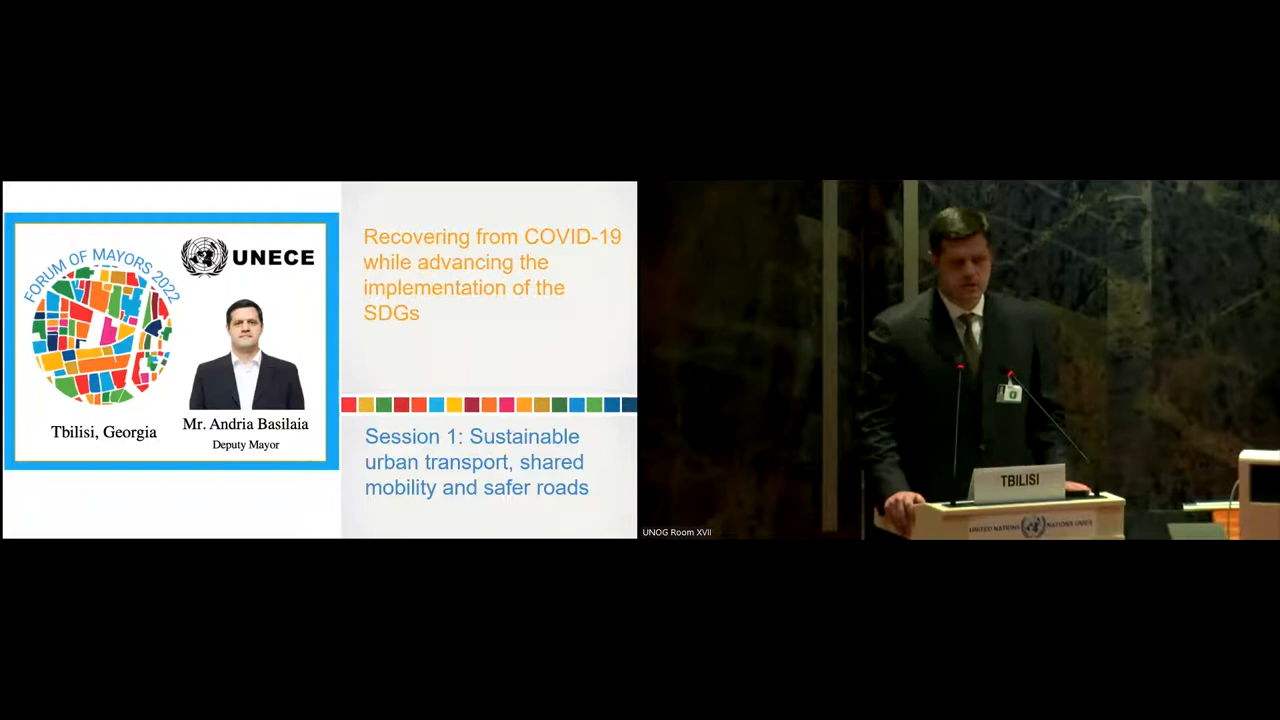 FORUM OF MAYORS 2022
UNECE
Tbilisi, Georgia
Mr. Andria Basilaia
Deputy Mayor
Recovering from COVID-19
while advancing the
implementation of the
SDGs
Session 1: Sustainable
urban transport, shared
mobility and safer roads
TBILISI
UNITED NATIONS
NATIONS UNIES
UNOG Room XVII